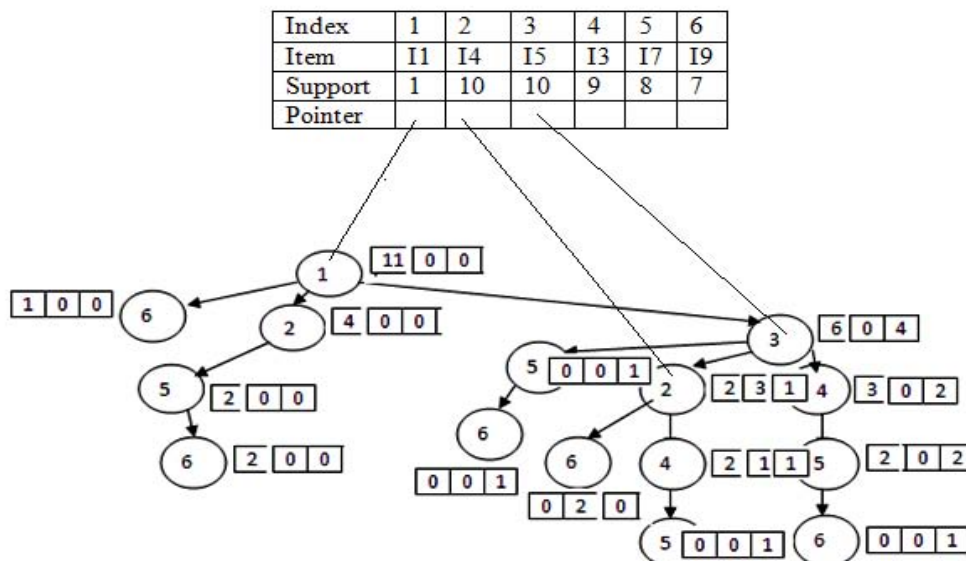 Index 1 2 3 4 5 6
Item I1 I4 I5 I3 I7 I9
Support 1 10 10 9 8 7
Pointer
1 11 0 0
1 0 0 6
2 4 0 0
3 6 0 4
5 0 0 1
5 2 0 0
2 2 3 1
4 3 0 2
6
6 2 0 0
6
4 2 1 1
5 2 0 2
0 0 1
0 2 0
5 0 0 1
6 0 0 1